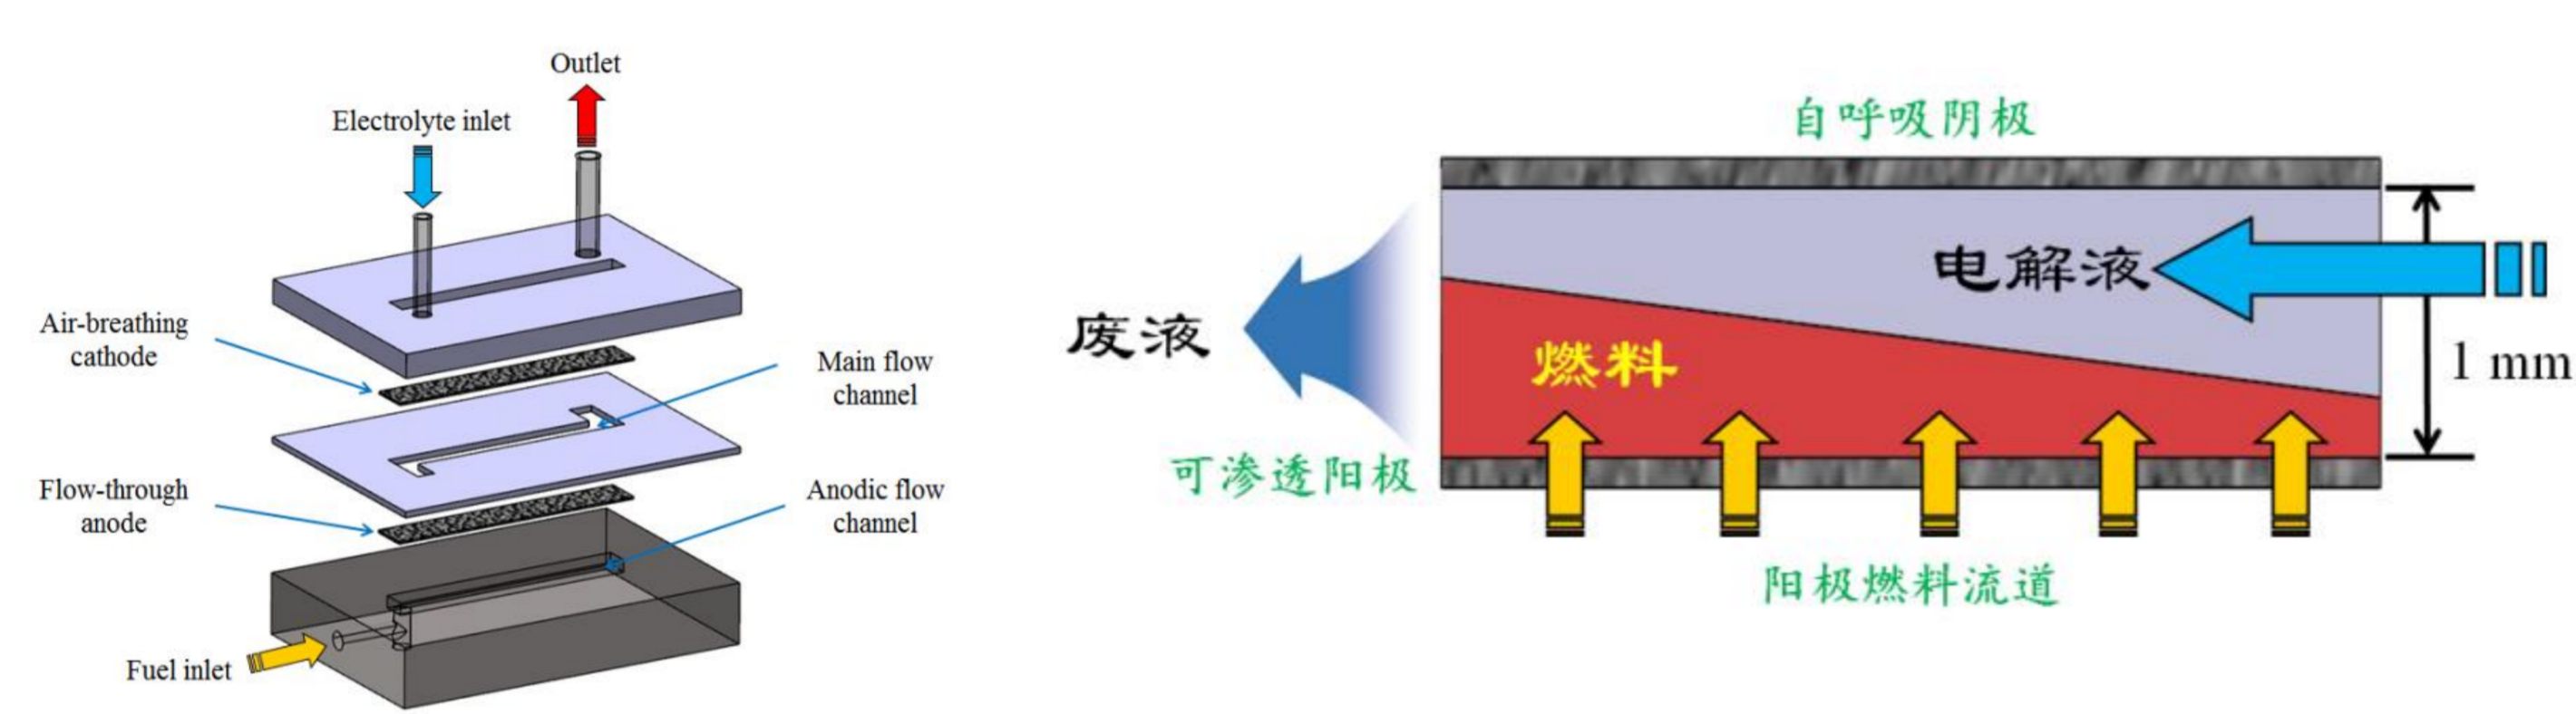 Outlet
Electrolyte inlet
Air-breathing
cathode
Main flow
channel
Flow-through
anode
Anodic flow
channel
Fuel inlet
自呼吸阴极
电解液
废液
燃料
1 mm
可渗透阳极
阳极燃料流道